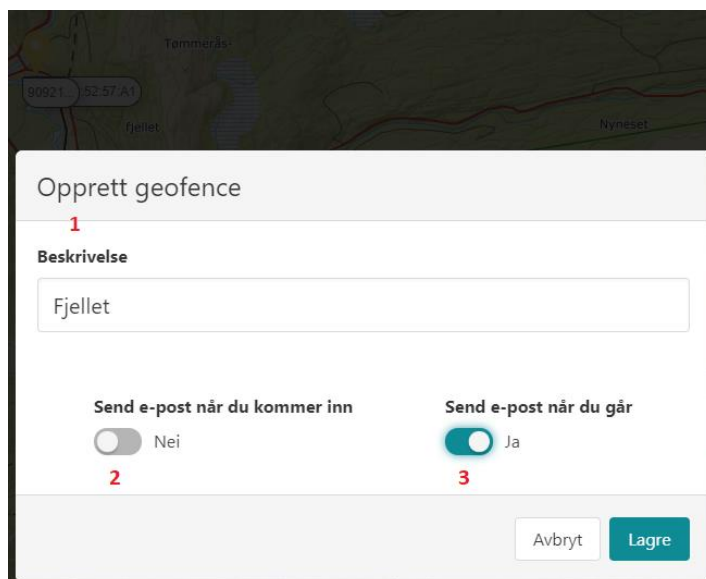 Tømmerås-
90921... :52:57:A1
fjellet
Nyneset
Opprett geofence
1
Beskrivelse
Fjellet
Send e-post når du kommer inn Send e-post når du går
Nei Ja
2 3
Avbryt Lagre